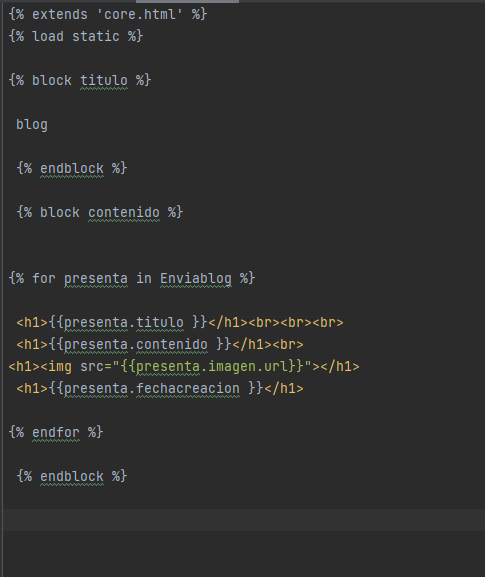 {% extends 'core.html' %}
{% load static %}
{% block titulo %}
blog
{% endblock %}
{% block contenido %}
{% for presenta in Enviablog %}
<h1>{{presenta.titulo }}</h1><br><br><br>
<h1>{{presenta.contenido }}</h1><br>
<h1><img src="{{presenta.imagen.url}}"></h1>
<h1>{{presenta.fechacreacion }}</h1>
{% endfor %}
{% endblock %}